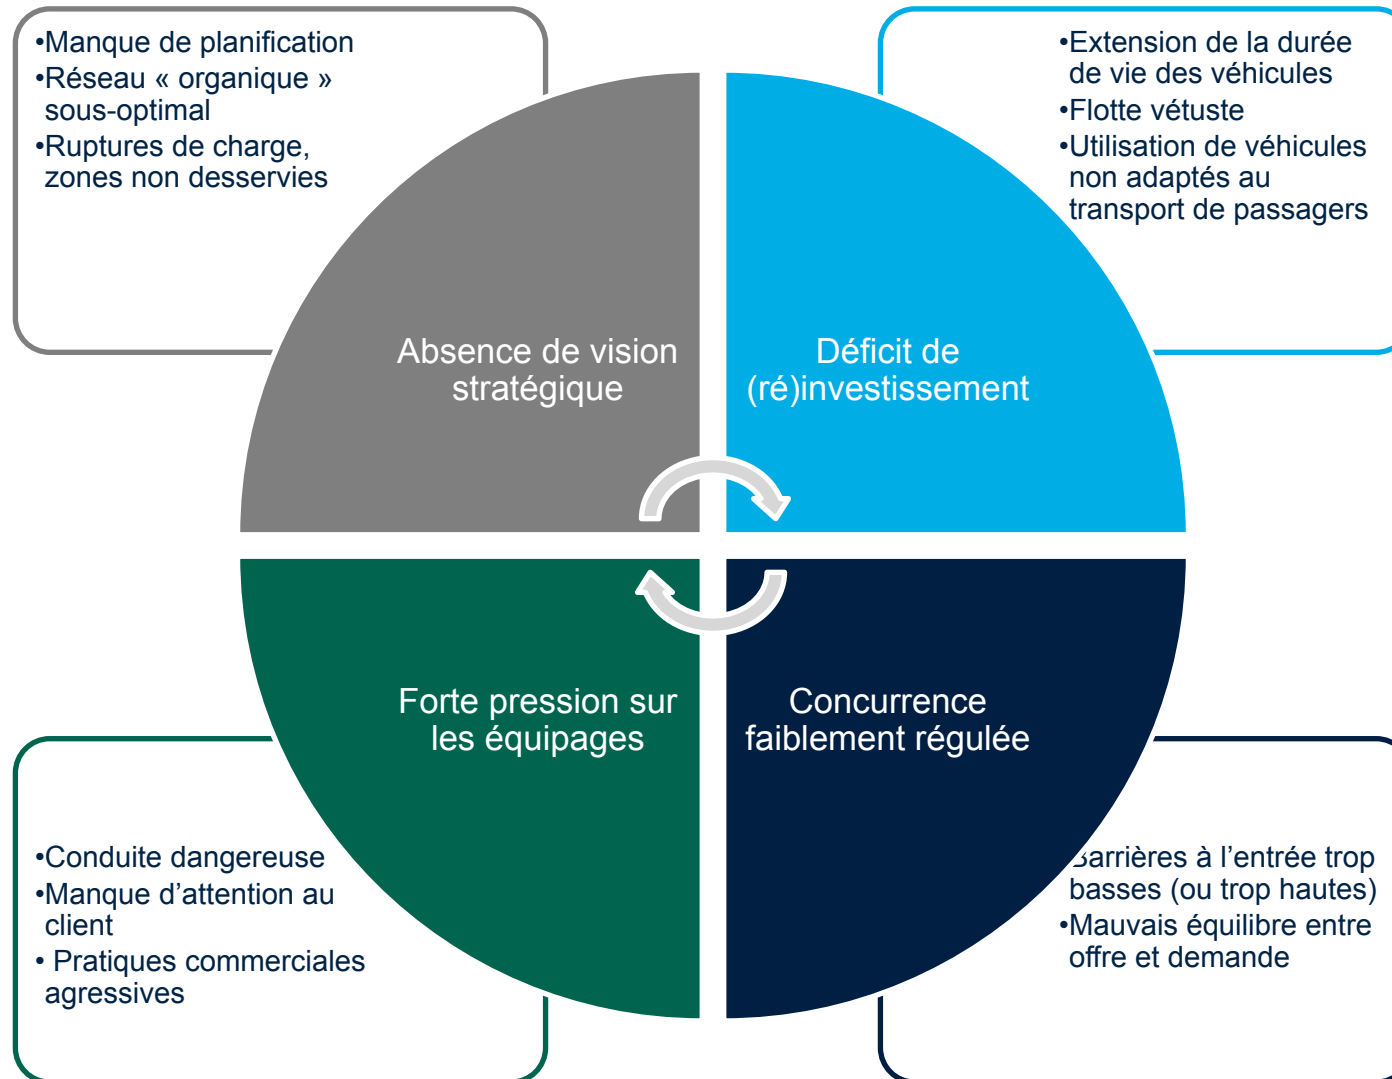 •Manque de planification
•Réseau « organique »
sous-optimal
•Ruptures de charge,
zones non desservies
•Extension de la durée
de vie des véhicules
•Flotte vétuste
•Utilisation de véhicules
non adaptés au
transport de passagers
Absence de vision
stratégique
Déficit de
(ré)investissement
Forte pression sur
les équipages
Concurrence
faiblement régulée
•Conduite dangereuse
•Manque d’attention au
client
• Pratiques commerciales
agressives
Barrières à l’entrée trop
basses (ou trop hautes)
•Mauvais équilibre entre
offre et demande